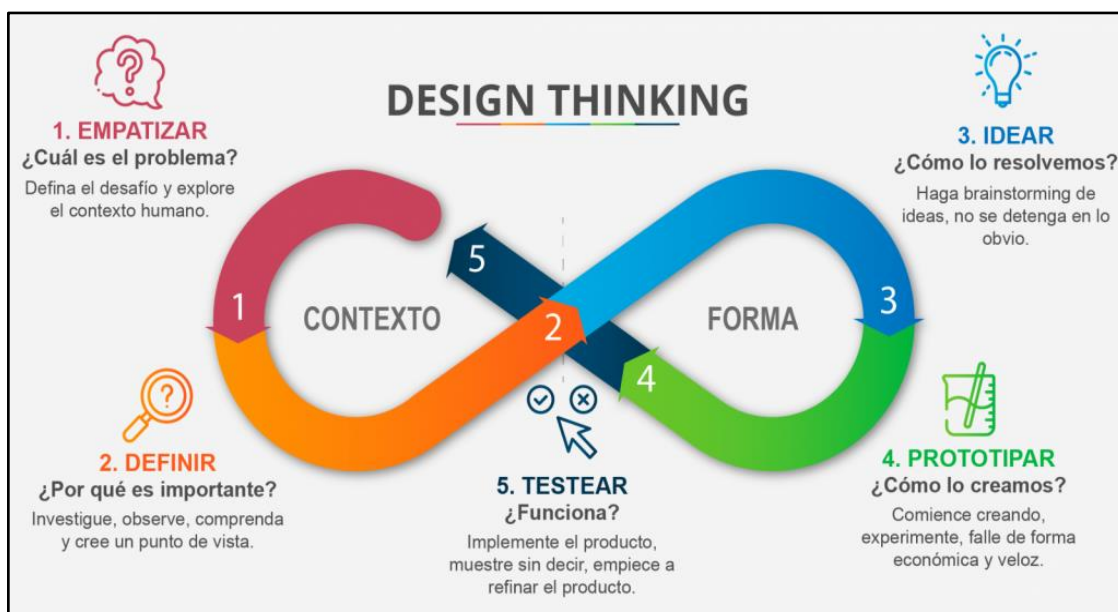 DESIGN THINKING
1. EMPATIZAR
¿Cuál es el problema?
Defina el desafío y explore
el contexto humano.
3. IDEAR
¿Cómo lo resolvemos?
Haga brainstorming de
ideas, no se detenga en lo
obvio.
1
CONTEXTO
5
2
FORMA
3
4
2. DEFINIR
¿Por qué es importante?
Investigue, observe, comprenda
y cree un punto de vista.
5. TESTEAR
¿Funciona?
Implemente el producto,
muestre sin decir, empiece a
refinar el producto.
4. PROTOTIPAR
¿Cómo lo creamos?
Comience creando,
experimente, falle de forma
económica y veloz.